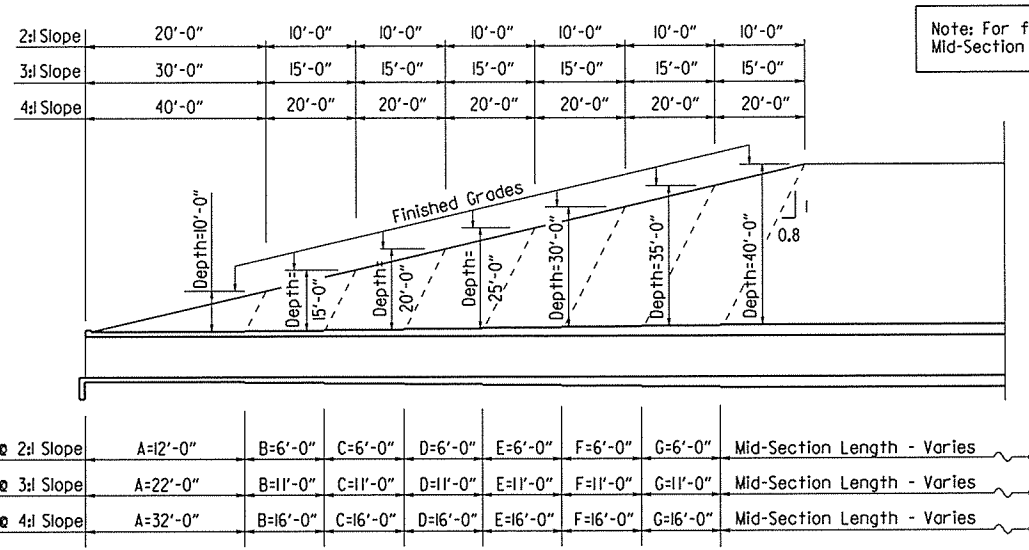 2:1 Slope 20'-0" 10'-0" 10'-0" 10'-0" 10'-0" 10'-0" 10'-0"
3:1 Slope 30'-0" 15'-0" 15'-0" 15'-0" 15'-0" 15'-0" 15'-0"
4:1 Slope 40'-0" 20'-0" 20'-0" 20'-0" 20'-0" 20'-0" 20'-0"
Note: For f
Mid-Section
Finished Grades
Depth=10'-0"
Depth=
15'-0"
Depth=
20'-0"
Depth=
25'-0"
Depth=30'-0"
Depth=35'-0"
Depth=40'-0"
1
0.8
@ 2:1 Slope A=12'-0" B=6'-0" C=6'-0" D=6'-0" E=6'-0" F=6'-0" G=6'-0" Mid-Section Length - Varies
@ 3:1 Slope A=22'-0" B=11'-0" C=11'-0" D=11'-0" E=11'-0" F=11'-0" G=11'-0" Mid-Section Length - Varies
@ 4:1 Slope A=32'-0" B=16'-0" C=16'-0" D=16'-0" E=16'-0" F=16'-0" G=16'-0" Mid-Section Length - Varies